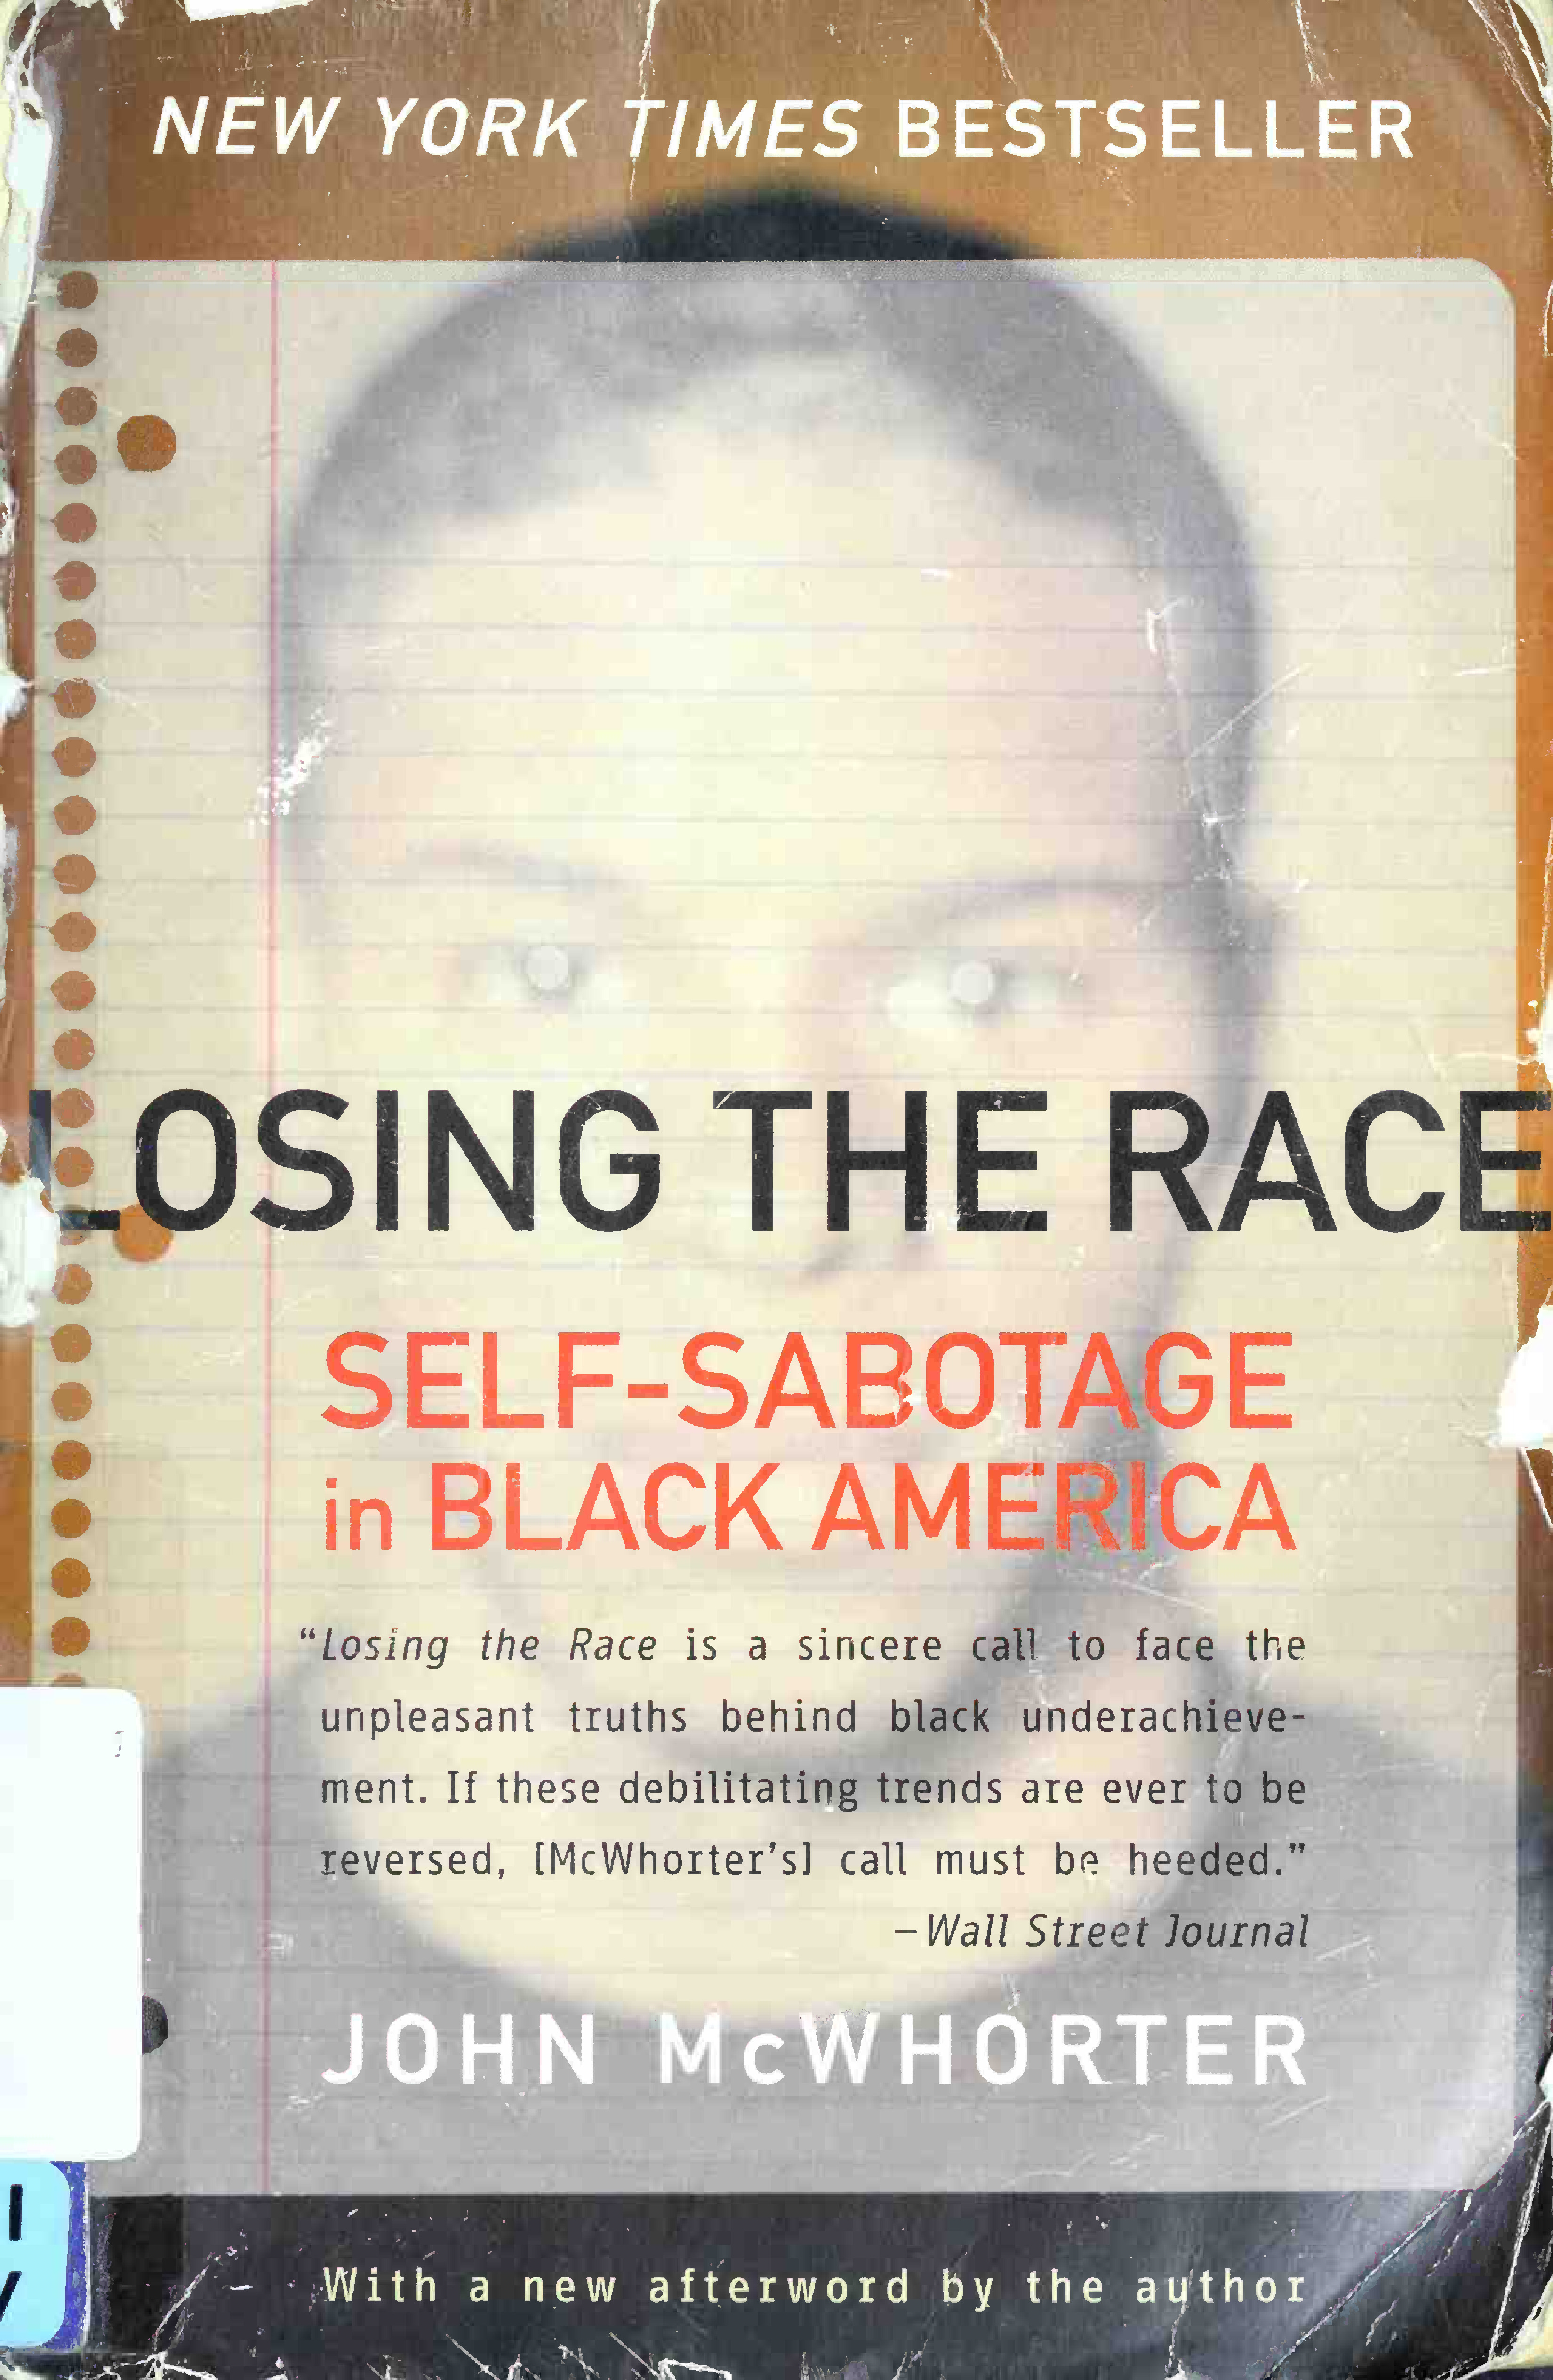 NEW YORK TIMES BESTSELLER
LOSING THE RACE
SELF-SABOTAGE
in BLACK AMERICA
“Losing the Race is a sincere call to face the
unpleasant truths behind black underachieve-
ment. If these debilitating trends are ever to be
reversed, [McWhorter’s] call must be heeded.”
–Wall Street Journal
JOHN McWHORTER
With a new afterword by the author